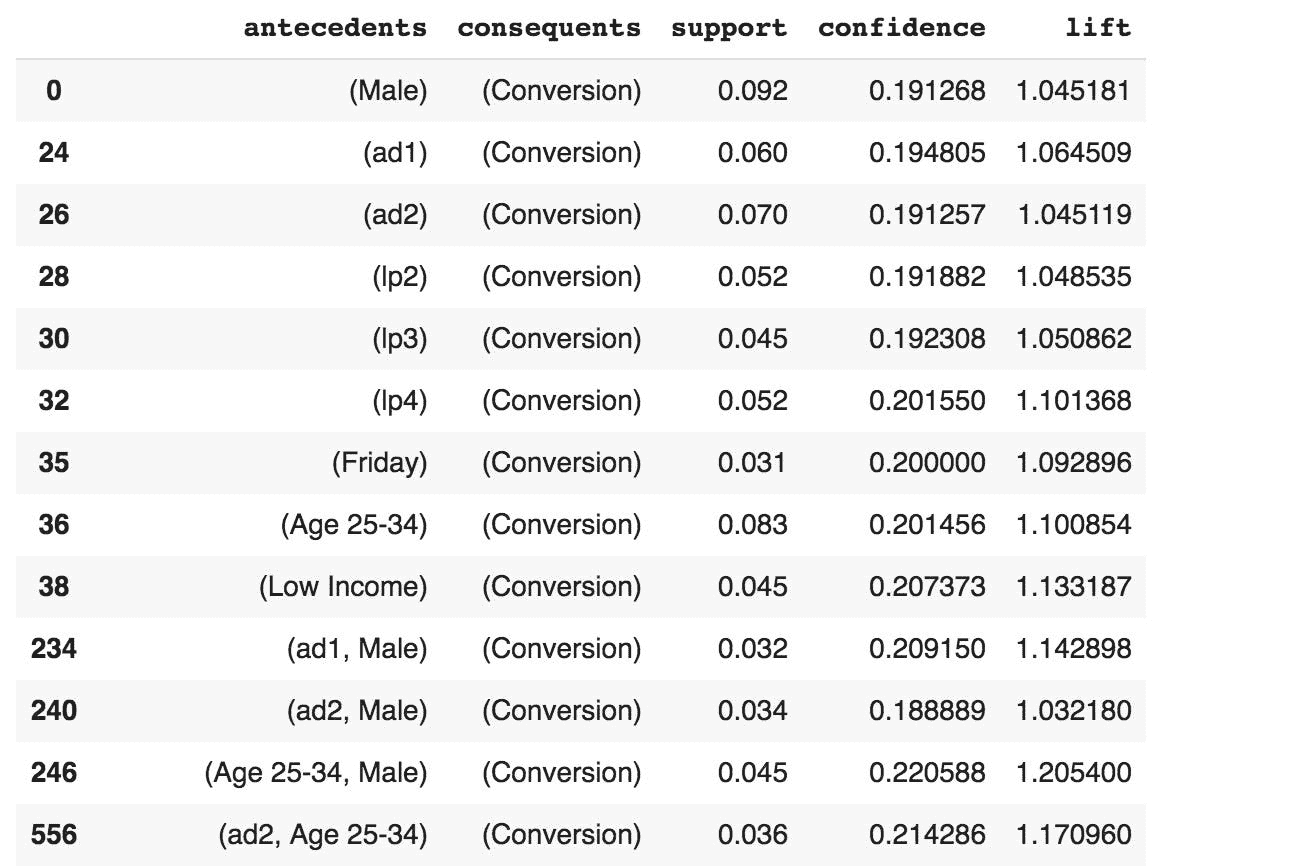 antecedents consequents support confidence lift
0 (Male) (Conversion) 0.092 0.191268 1.045181
24 (ad1) (Conversion) 0.060 0.194805 1.064509
26 (ad2) (Conversion) 0.070 0.191257 1.045119
28 (lp2) (Conversion) 0.052 0.191882 1.048535
30 (lp3) (Conversion) 0.045 0.192308 1.050862
32 (lp4) (Conversion) 0.052 0.201550 1.101368
35 (Friday) (Conversion) 0.031 0.200000 1.092896
36 (Age 25-34) (Conversion) 0.083 0.201456 1.100854
38 (Low Income) (Conversion) 0.045 0.207373 1.133187
234 (ad1, Male) (Conversion) 0.032 0.209150 1.142898
240 (ad2, Male) (Conversion) 0.034 0.188889 1.032180
246 (Age 25-34, Male) (Conversion) 0.045 0.220588 1.205400
556 (ad2, Age 25-34) (Conversion) 0.036 0.214286 1.170960